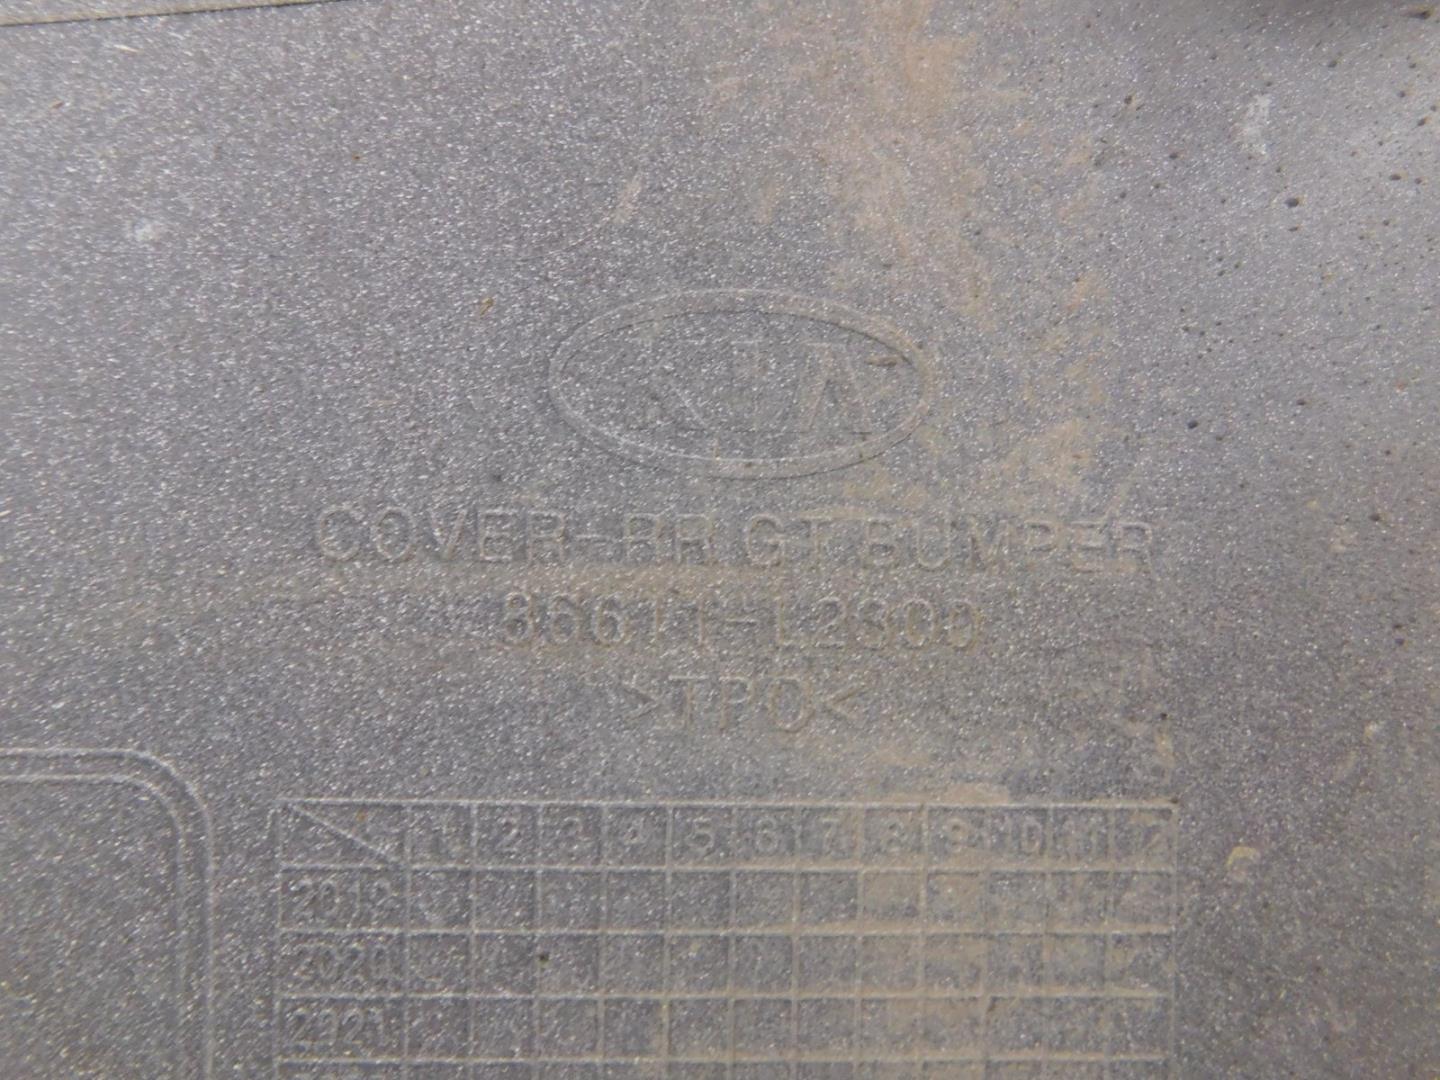 KIA
COVER-RR GT BUMPER
86611-L2300
>TPO<
1 2 3 4 5 6 7 8 9 10 11 12
2019
2020
2021